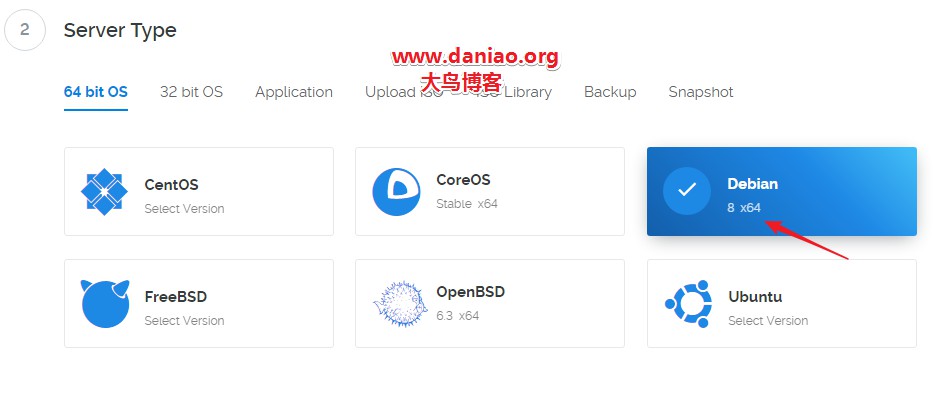 2 Server Type
www.daniao.org
大鸟博客
64 bit OS 32 bit OS Application Upload ISO ISO Library Backup Snapshot
CentOS
Select Version
CoreOS
Stable x64
Debian
8 x64
FreeBSD
Select Version
OpenBSD
6.3 x64
Ubuntu
Select Version